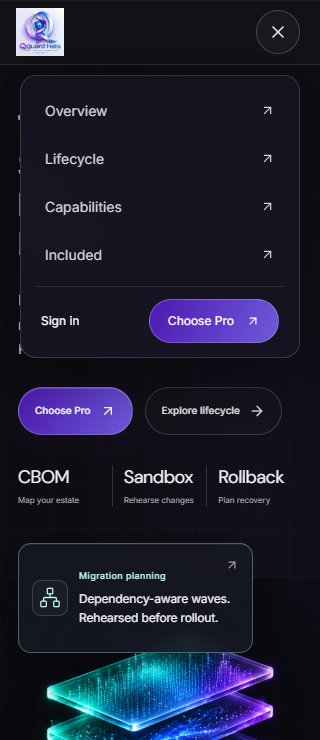 Qguard Helix
Overview
Lifecycle
Capabilities
Included
Sign in
Choose Pro
Choose Pro
Explore lifecycle
CBOM
Sandbox
Rollback
Map your estate
Rehearse changes
Plan recovery
Migration planning
Dependency-aware waves.
Rehearsed before rollout.